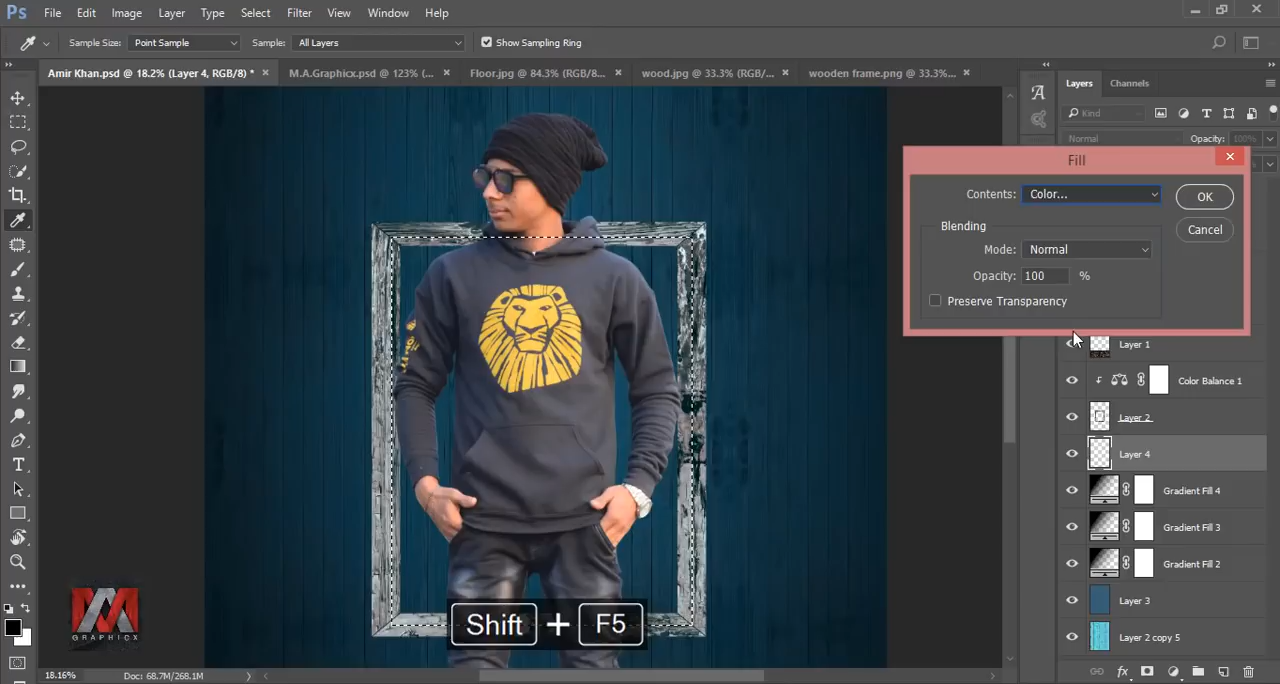 Ps File Edit Image Layer Type Select Filter View Window Help
Sample Size: Point Sample Sample: All Layers Show Sampling Ring
Amir Khan.psd @ 18.2% (Layer 4, RGB/8) * × M.A.Graphicx.psd @ 123% (... × Floor.jpg @ 84.3% (RGB/8... × wood.jpg @ 33.3% (RGB/... × wooden frame.png @ 33.3%... ×
Layers Channels
Kind
Normal Opacity: 100%
Fill
Contents: Color... OK
Blending
Cancel
Mode: Normal
Opacity: 100 %
Preserve Transparency
Layer 1
Color Balance 1
Layer 2
Layer 4
Gradient Fill 4
Gradient Fill 3
Gradient Fill 2
Layer 3
Layer 2 copy 5
Shift + F5
GRAPHICX
18.16% Doc: 68.7M/268.1M